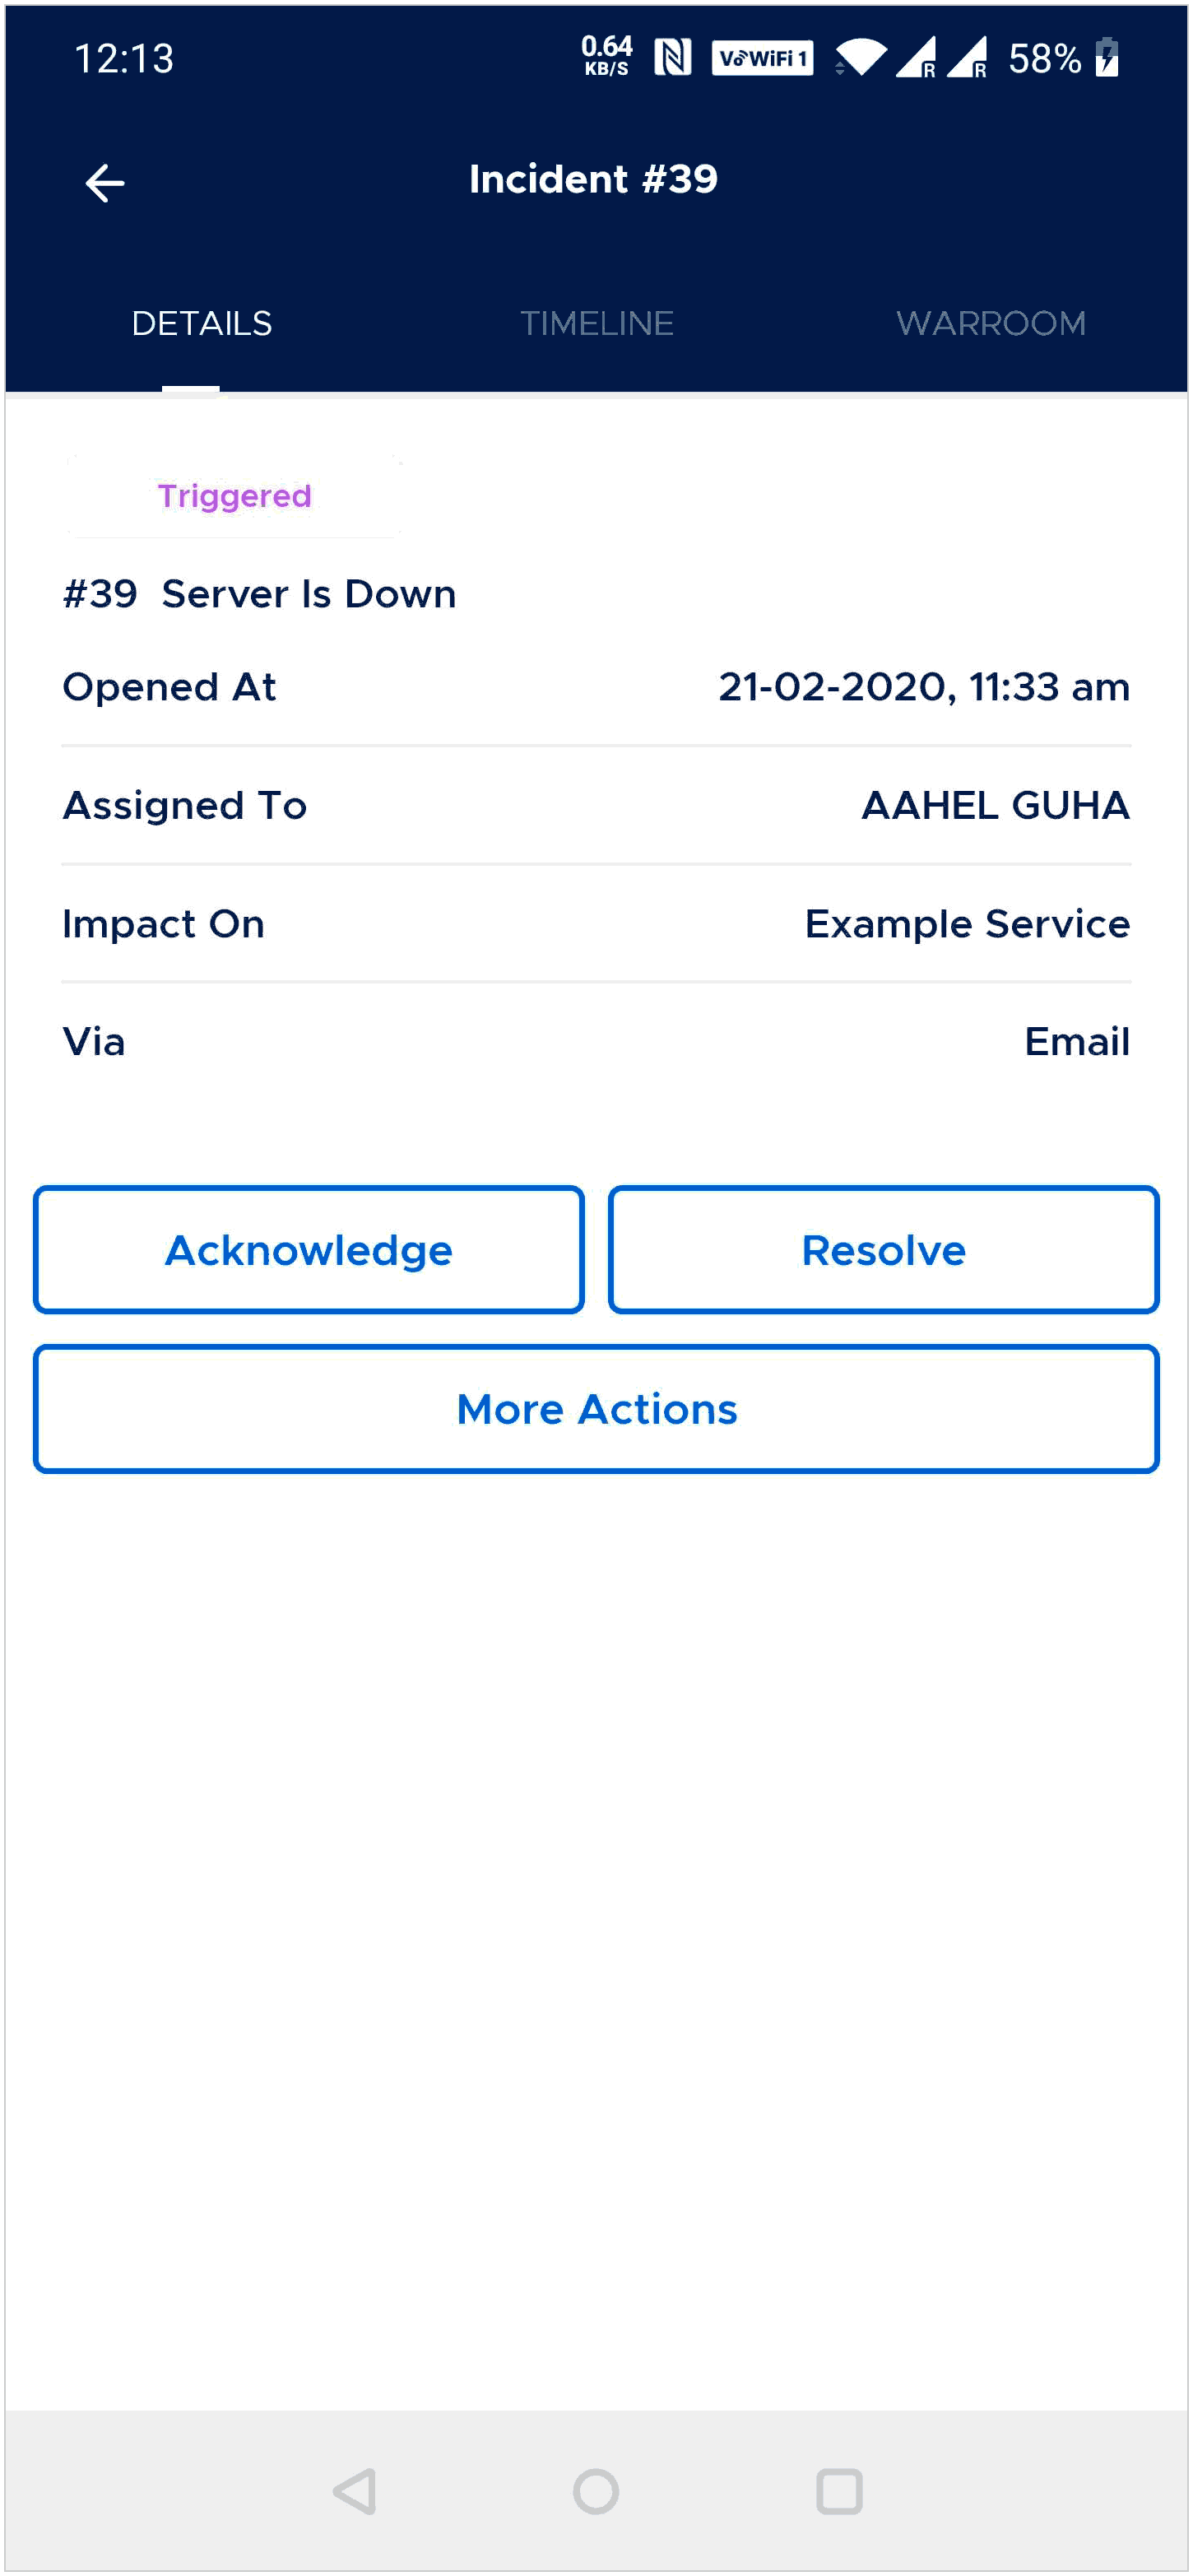 12:13 0.64 KB/S VoWiFi 1 R R 58%
Incident #39
DETAILS TIMELINE WARROOM
Triggered
#39 Server Is Down
Opened At 21-02-2020, 11:33 am
Assigned To AAHEL GUHA
Impact On Example Service
Via Email
Acknowledge Resolve
More Actions